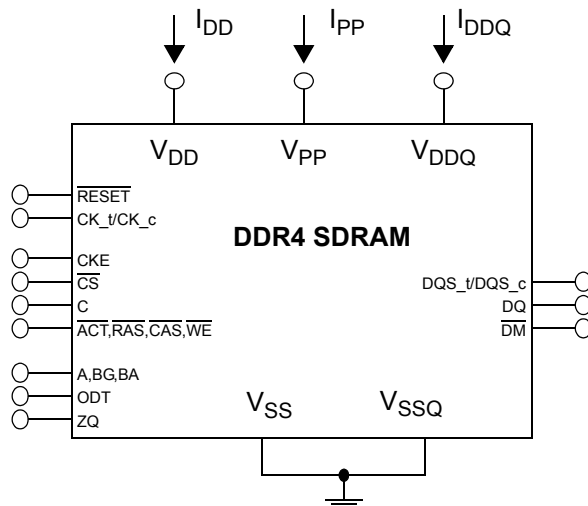 IDD IPP IDDQ
VDD VPP VDDQ
RESET
CK_t/CK_c
DDR4 SDRAM
CKE
CS
DQS_t/DQS_c
C
DQ
ACT,RAS,CAS,WE
DM
A,BG,BA
ODT
ZQ
VSS VSSQ